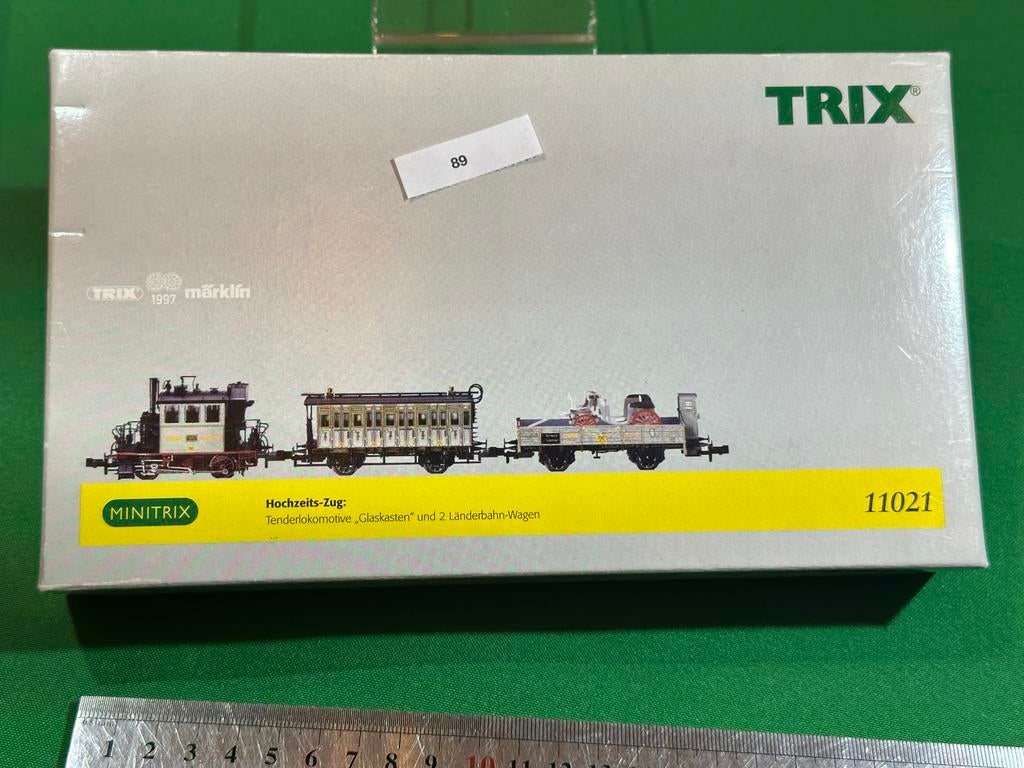 TRIX®
89
TRIX 1997 märklin
MINITRIX
Hochzeits-Zug:
Tenderlokomotive „Glaskasten" und 2 Länderbahn-Wagen
11021
1 2 3 4 5 6 7 8 9 10 11 12 13